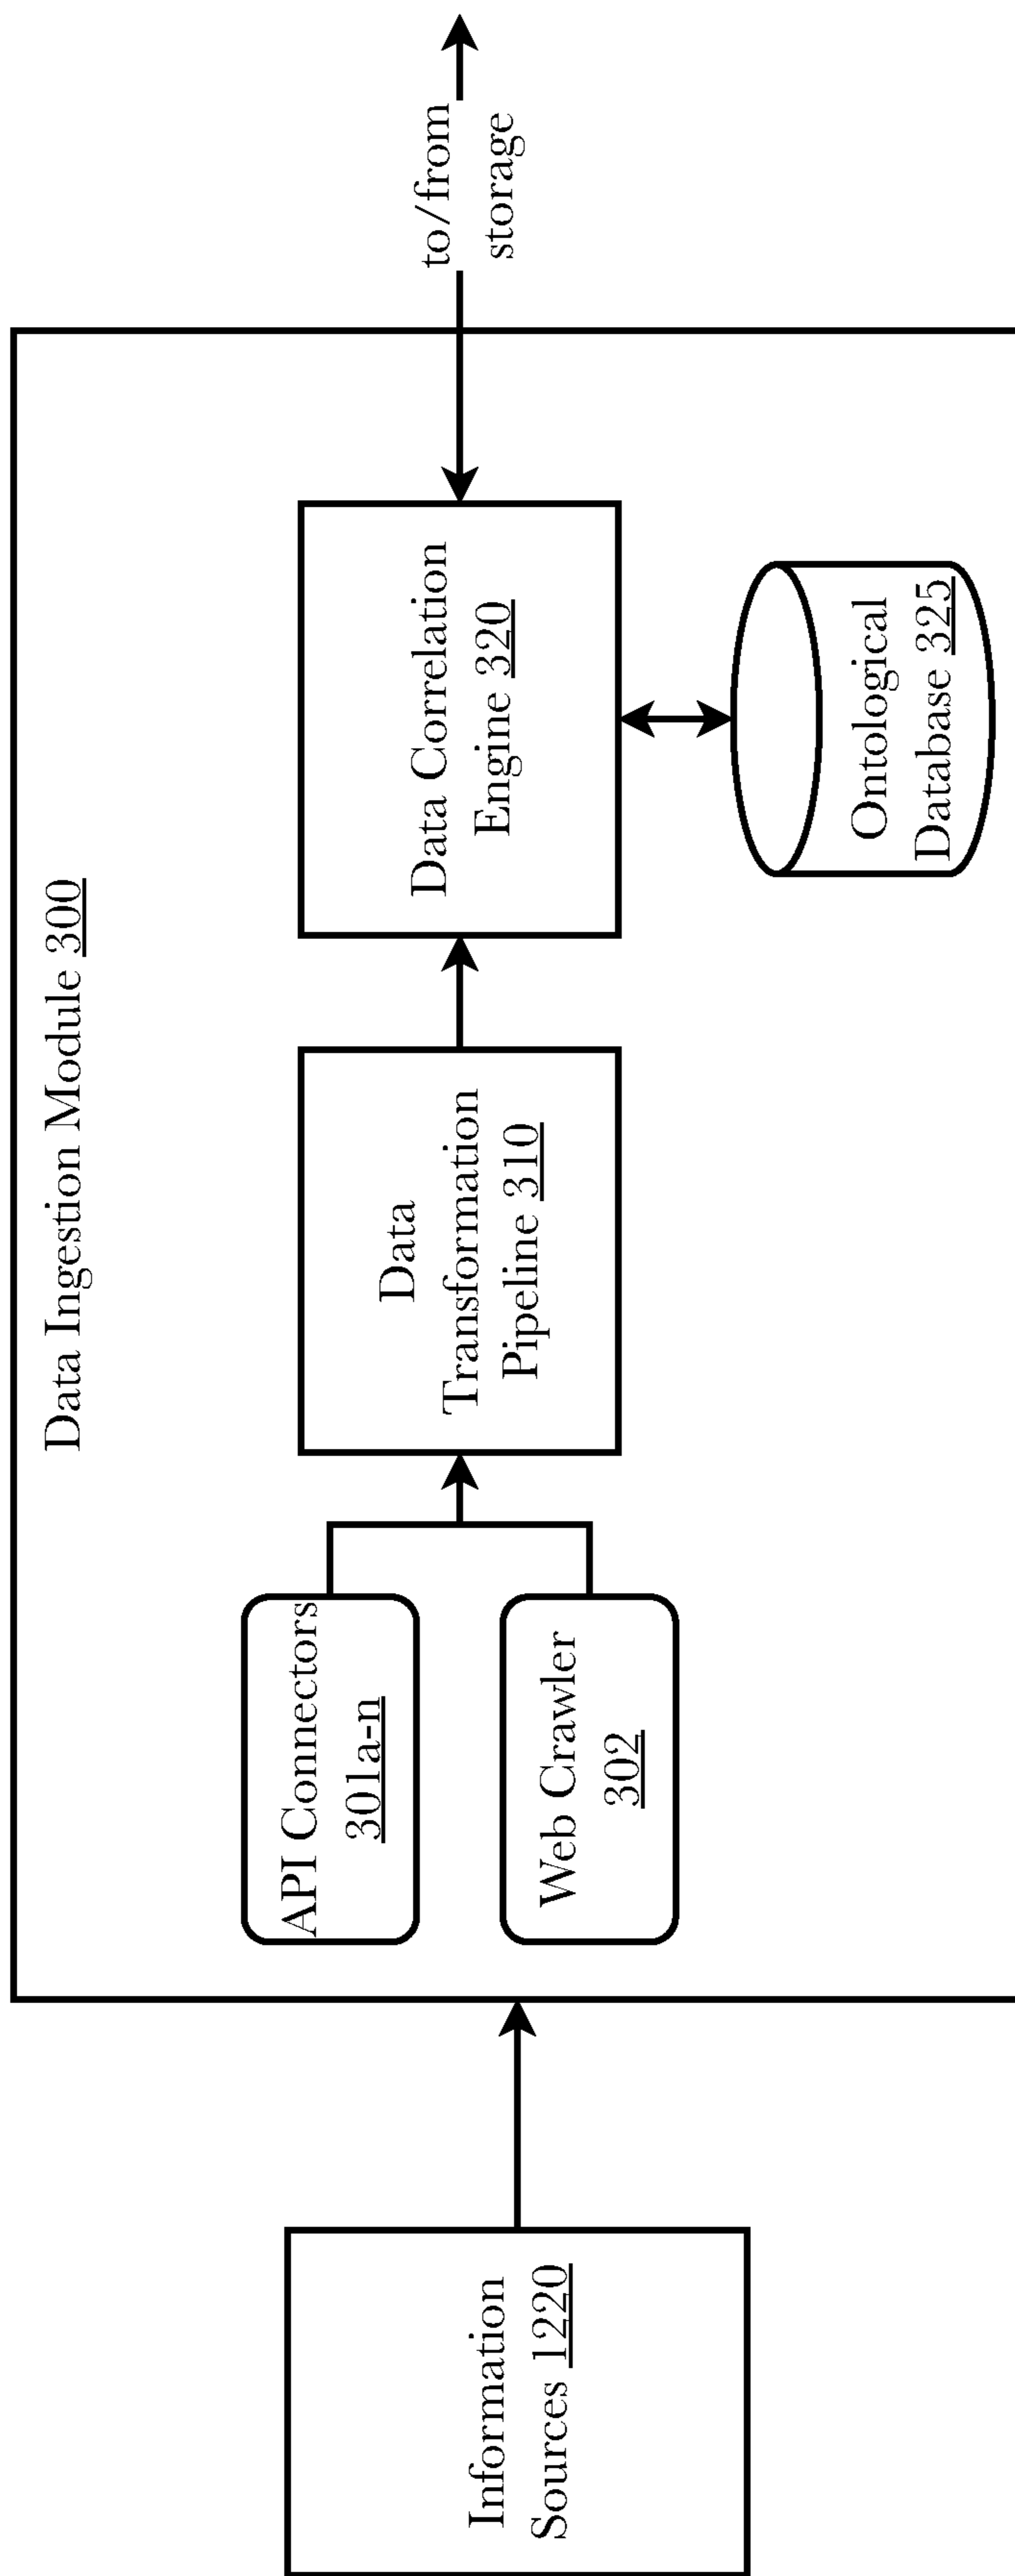 Data Ingestion Module 300
Information
Sources 1220
API Connectors
301a-n
Web Crawler
302
Data
Transformation
Pipeline 310
Data Correlation
Engine 320
Ontological
Database 325
to/from
storage